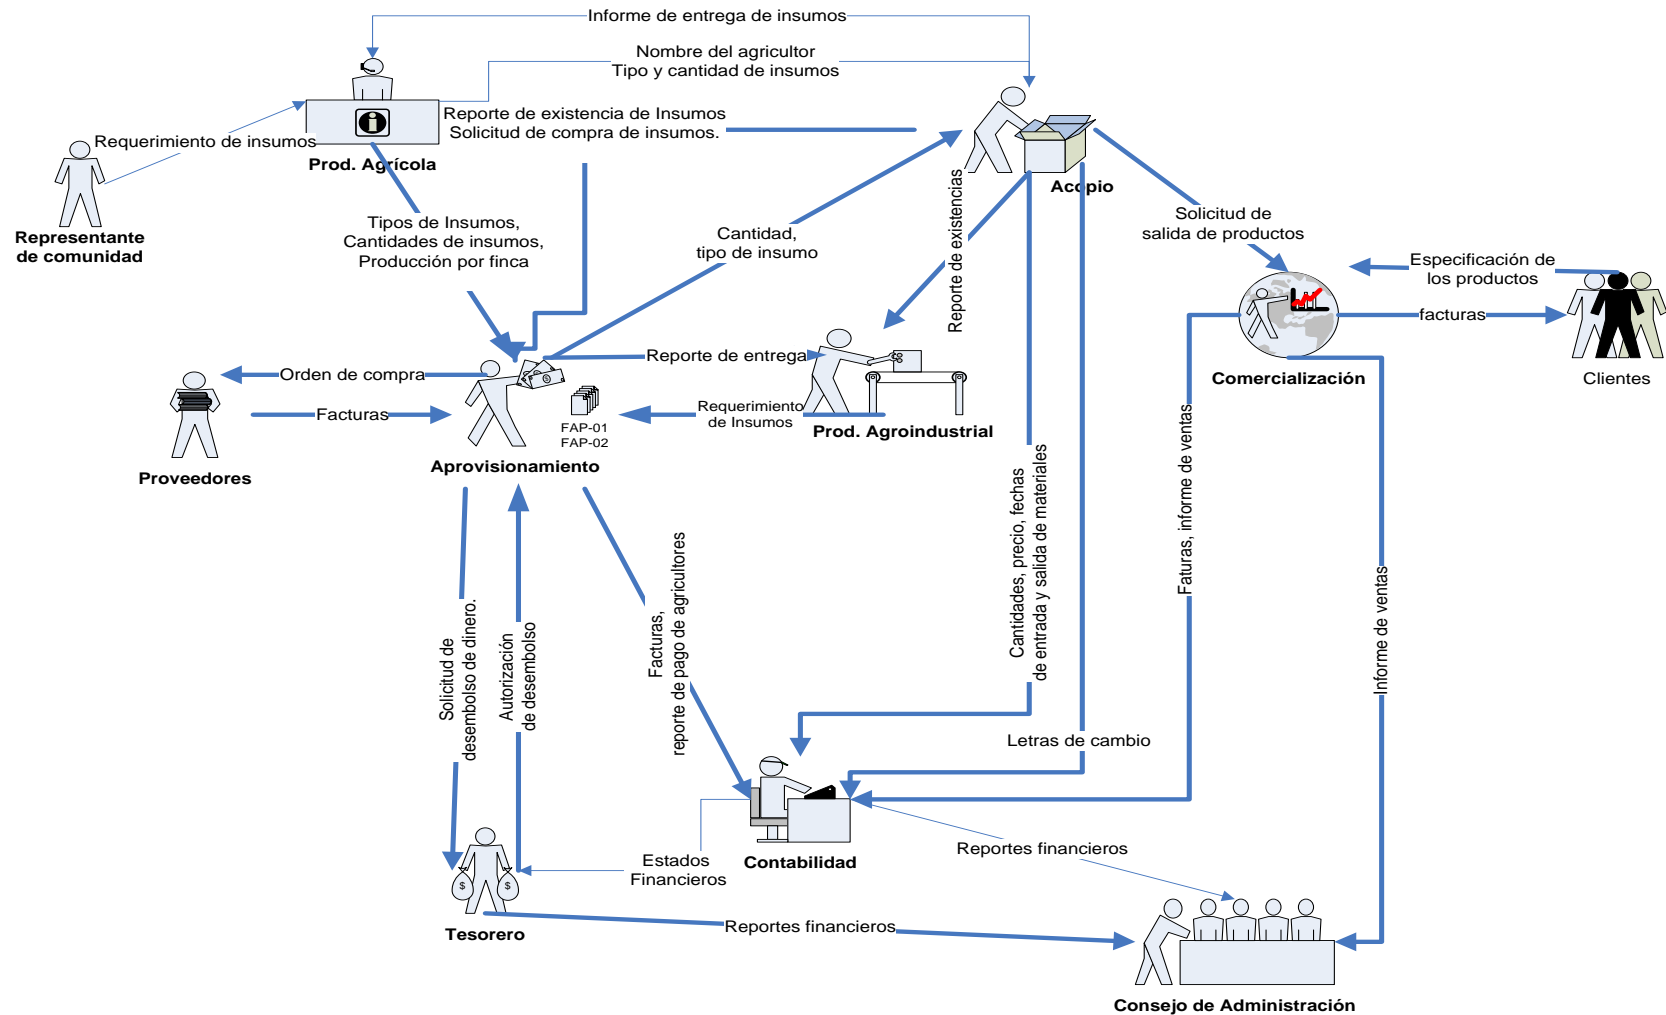 Informe de entrega de insumos
Nombre del agricultor
Tipo y cantidad de insumos
Reporte de existencia de Insumos
Solicitud de compra de insumos.
Requerimiento de insumos
Prod. Agrícola
Representante
de comunidad
Tipos de Insumos,
Cantidades de insumos,
Producción por finca
Cantidad,
tipo de insumo
Reporte de existencias
Acopio
Solicitud de
salida de productos
Especificación de
los productos
facturas
Clientes
Comercialización
Orden de compra
Facturas
Proveedores
Reporte de entrega
Requerimiento
de Insumos
Prod. Agroindustrial
FAP-01
FAP-02
Aprovisionamiento
Solicitud de
desembolso de dinero.
Autorización
de desembolso
Facturas,
reporte de pago de agricultores
Cantidades, precio, fechas
de entrada y salida de materiales
Letras de cambio
Faturas, informe de ventas
Informe de ventas
Estados
Financieros
Contabilidad
Reportes financieros
$
$
Tesorero
Reportes financieros
Consejo de Administración